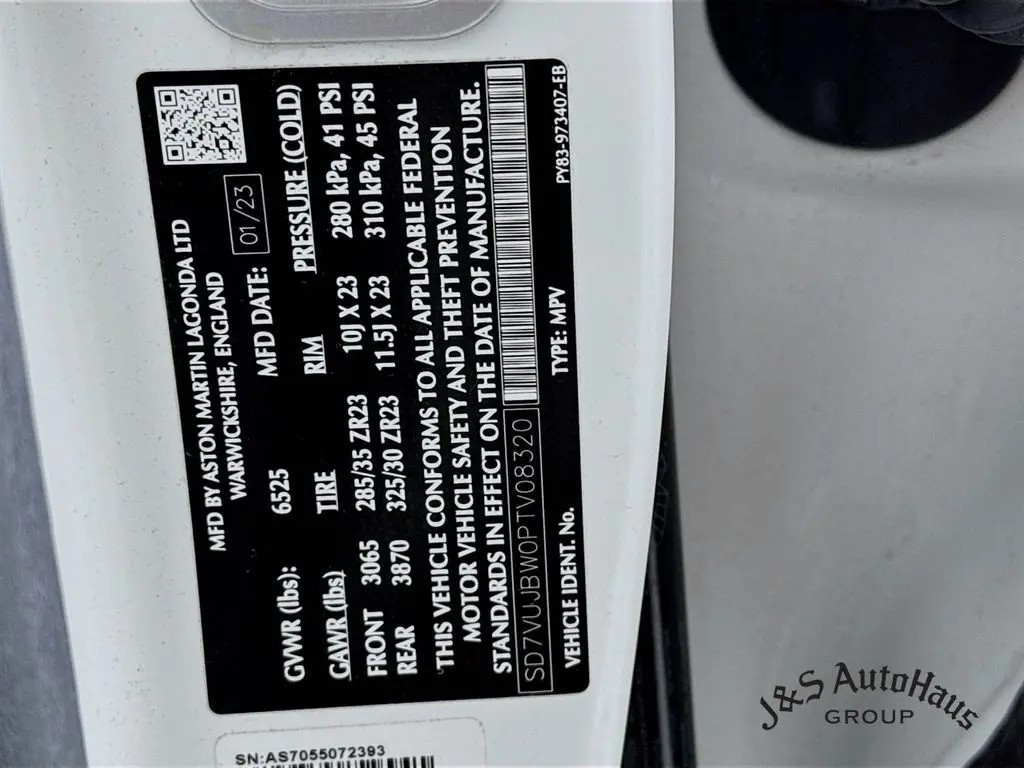 MFD BY ASTON MARTIN LAGONDA LTD
WARWICKSHIRE, ENGLAND
GVWR (lbs): 6525 MFD DATE: 01/23
GAWR (lbs) TIRE RIM PRESSURE (COLD)
FRONT 3065 285/35 ZR23 10J X 23 280 kPa, 41 PSI
REAR 3870 325/30 ZR23 11.5J X 23 310 kPa, 45 PSI
THIS VEHICLE CONFORMS TO ALL APPLICABLE FEDERAL
MOTOR VEHICLE SAFETY AND THEFT PREVENTION
STANDARDS IN EFFECT ON THE DATE OF MANUFACTURE.
SD7VUJBW0PTV08320
VEHICLE IDENT. No. TYPE: MPV PY83-973407-EB
SN:AS7055072393
J&S AutoHaus
GROUP